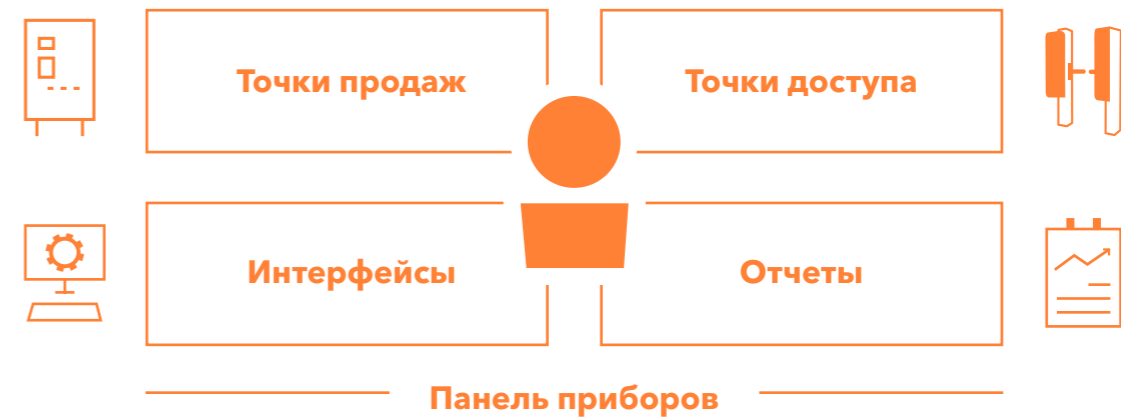 Точки продаж
Точки доступа
Интерфейсы
Отчеты
Панель приборов